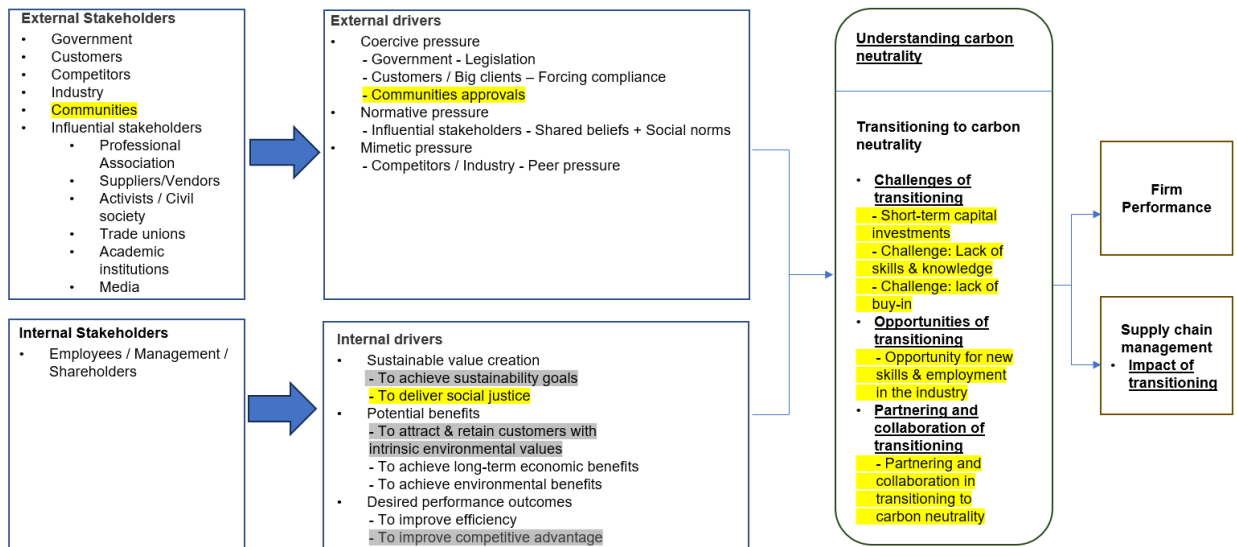 External Stakeholders
• Government
• Customers
• Competitors
• Industry
• Communities
• Influential stakeholders
• Professional
Association
• Suppliers/Vendors
• Activists / Civil
society
• Trade unions
• Academic
institutions
• Media
External drivers
• Coercive pressure
- Government - Legislation
- Customers / Big clients – Forcing compliance
- Communities approvals
• Normative pressure
- Influential stakeholders - Shared beliefs + Social norms
• Mimetic pressure
- Competitors / Industry - Peer pressure
Internal Stakeholders
• Employees / Management /
Shareholders
Internal drivers
• Sustainable value creation
- To achieve sustainability goals
- To deliver social justice
• Potential benefits
- To attract & retain customers with
intrinsic environmental values
- To achieve long-term economic benefits
- To achieve environmental benefits
• Desired performance outcomes
- To improve efficiency
- To improve competitive advantage
Understanding carbon
neutrality
Transitioning to carbon
neutrality
• Challenges of
transitioning
- Short-term capital
investments
- Challenge: Lack of
skills & knowledge
- Challenge: lack of
buy-in
• Opportunities of
transitioning
- Opportunity for new
skills & employment
in the industry
• Partnering and
collaboration of
transitioning
- Partnering and
collaboration in
transitioning to
carbon neutrality
Firm
Performance
Supply chain
management
• Impact of
transitioning